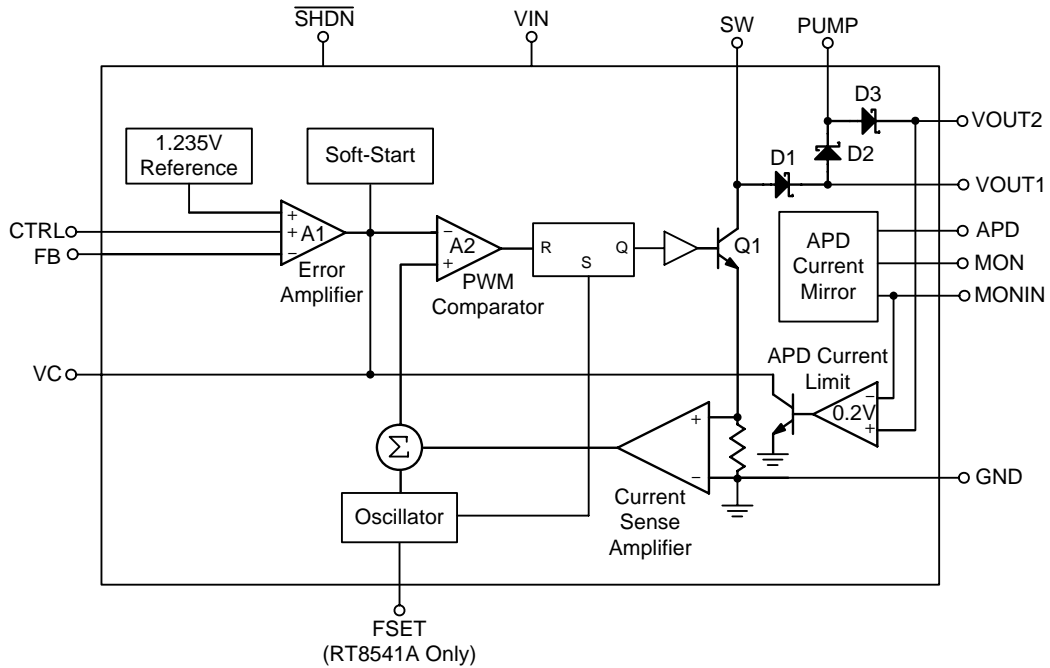 SHDN
VIN
SW
PUMP
D3
VOUT2
1.235V
Reference
Soft-Start
D1
D2
VOUT1
CTRL
FB
+
+
−
A1
Error
Amplifier
−
+
A2
PWM
Comparator
R
S
Q
Q1
APD
Current
Mirror
APD
MON
MONIN
VC
APD Current
Limit
−
0.2V
+
Σ
+
−
Current
Sense
Amplifier
GND
Oscillator
FSET
(RT8541A Only)